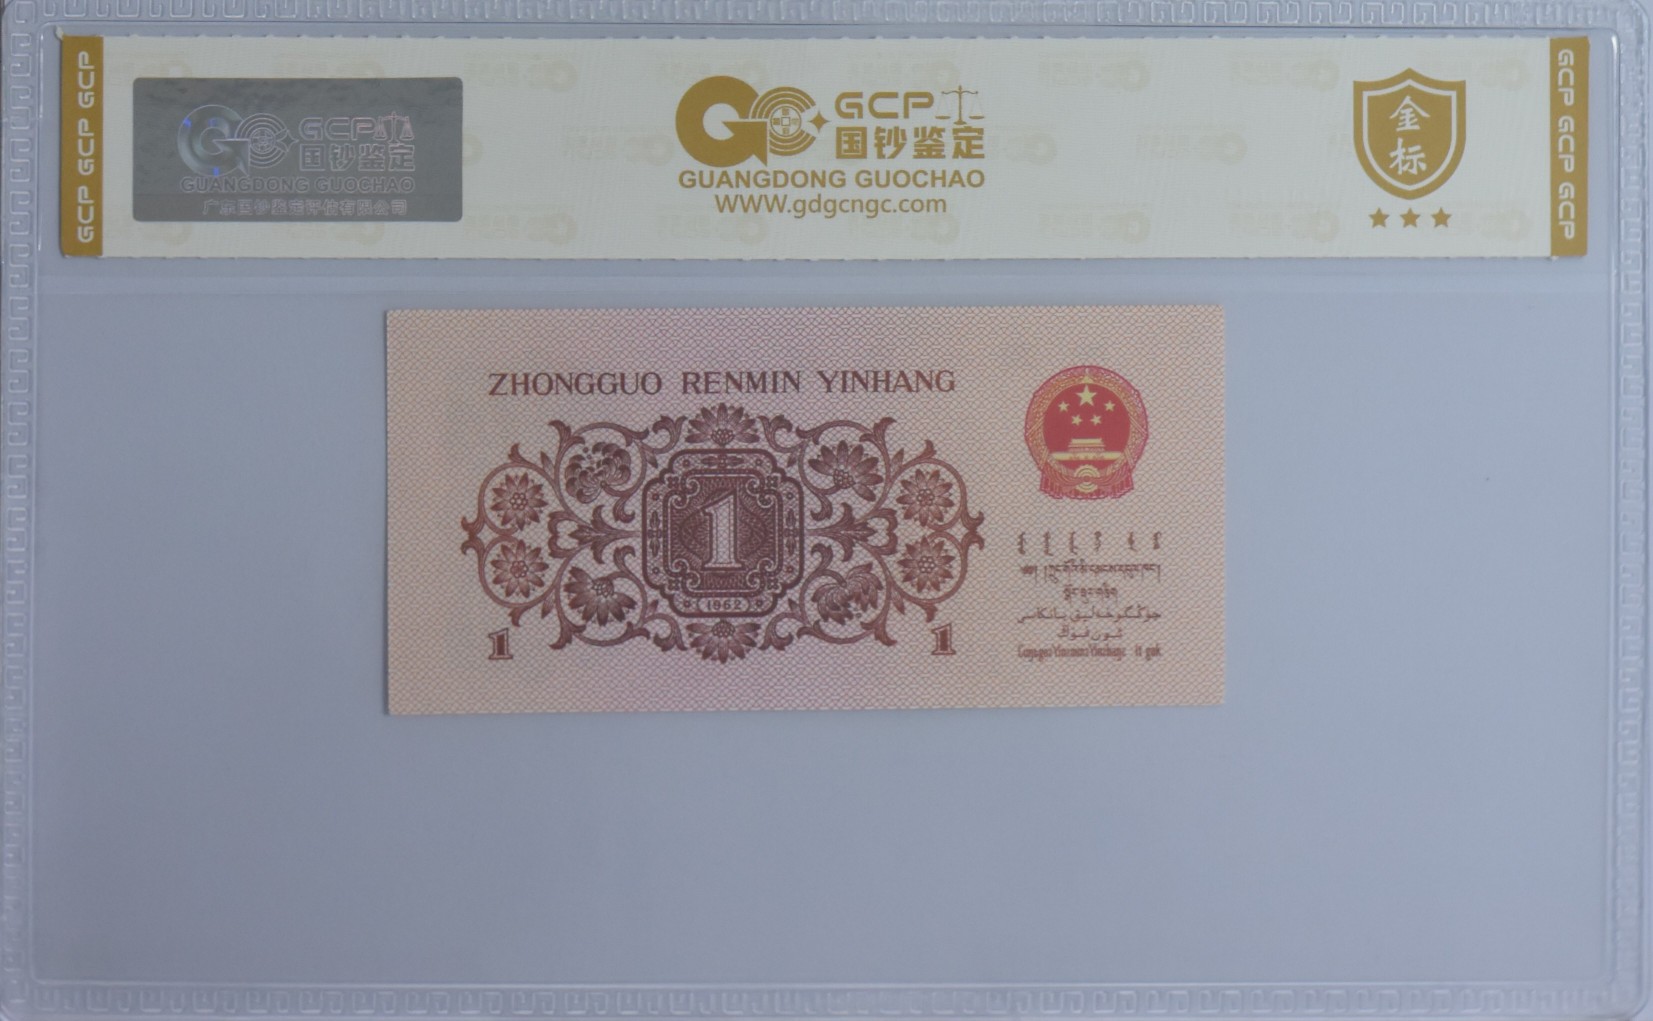 GCP GCP GCP
GCP
国钞鉴定
GUANGDONG GUOCHAO
广东国钞鉴定评估有限公司
GCP
国钞鉴定
GUANGDONG GUOCHAO
www.gdgcngc.com
金
标
GCP GCP GCP
ZHONGGUO RENMIN YINHANG
1
1962
1
1